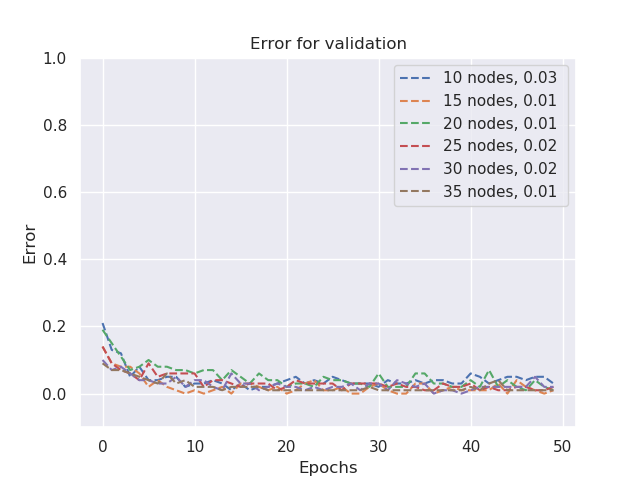 Error for validation
1.0
0.8
0.6
0.4
0.2
0.0
Error
10 nodes, 0.03
15 nodes, 0.01
20 nodes, 0.01
25 nodes, 0.02
30 nodes, 0.02
35 nodes, 0.01
0 10 20 30 40 50
Epochs